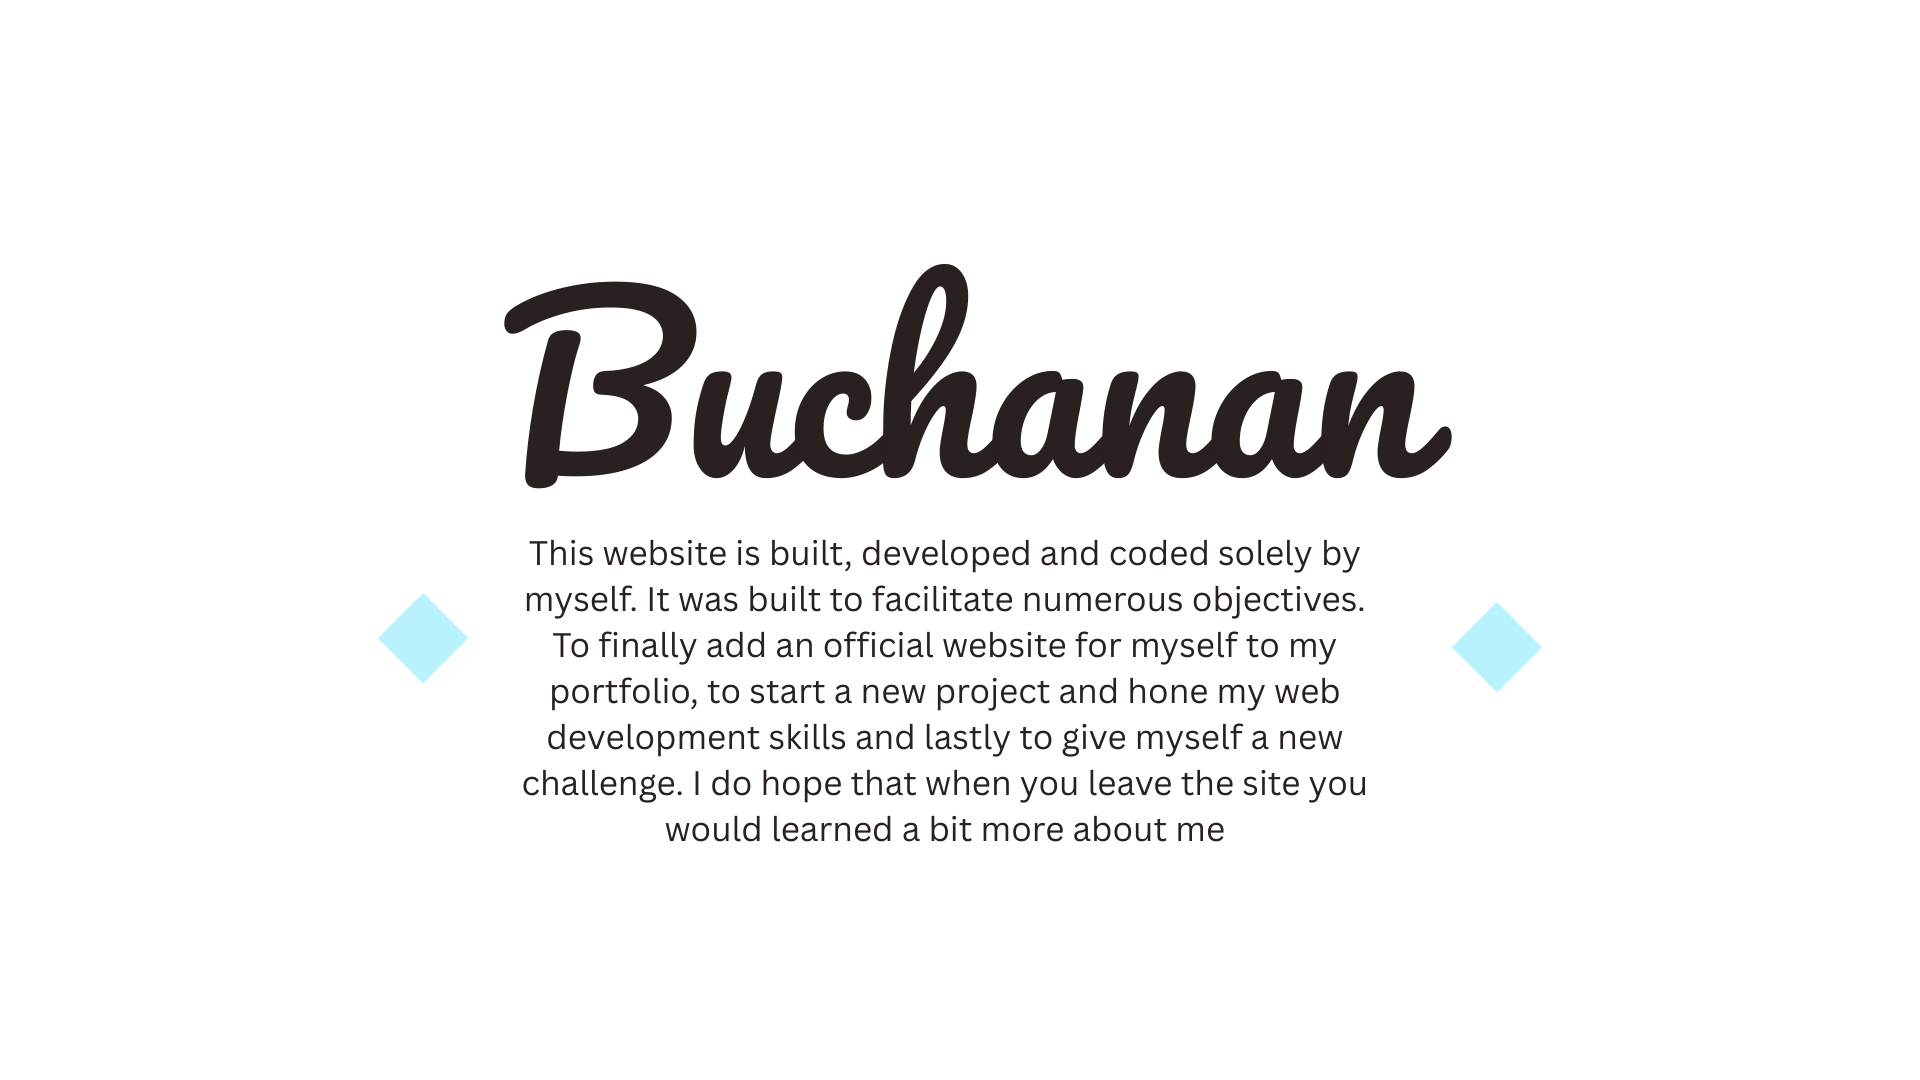 Buchanan
This website is built, developed and coded solely by
myself. It was built to facilitate numerous objectives.
To finally add an official website for myself to my
portfolio, to start a new project and hone my web
development skills and lastly to give myself a new
challenge. I do hope that when you leave the site you
would learned a bit more about me